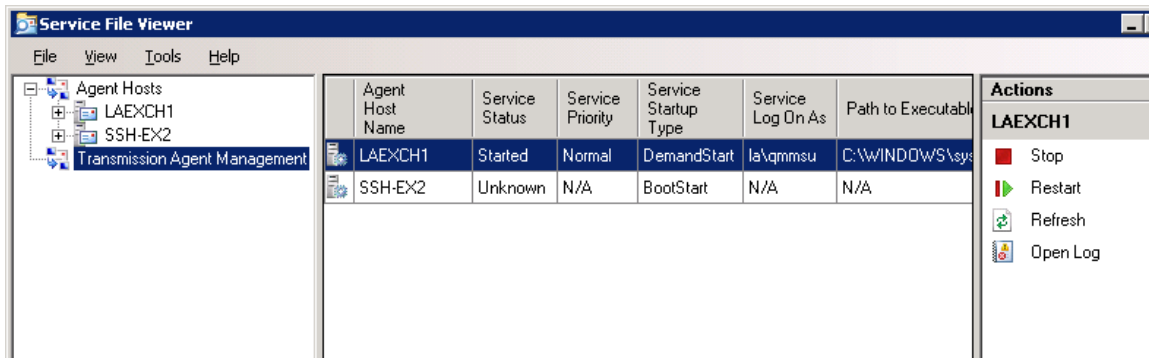 Service File Viewer
File View Tools Help
Agent Hosts
LAEXCH1
SSH-EX2
Transmission Agent Management
Agent Host Name Service Status Service Priority Service Startup Type Service Log On As Path to Executable
LAEXCH1 Started Normal DemandStart la\qmmsu C:\WINDOWS\sys
SSH-EX2 Unknown N/A BootStart N/A N/A
Actions
LAEXCH1
Stop
Restart
Refresh
Open Log